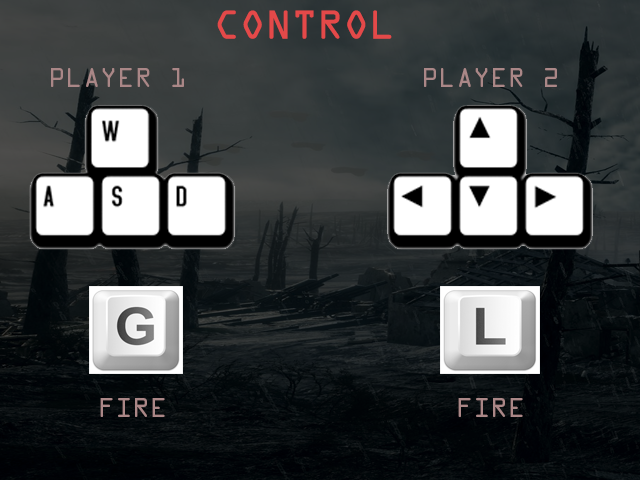 CONTROL
PLAYER 1
PLAYER 2
W
A S D
G
L
FIRE
FIRE